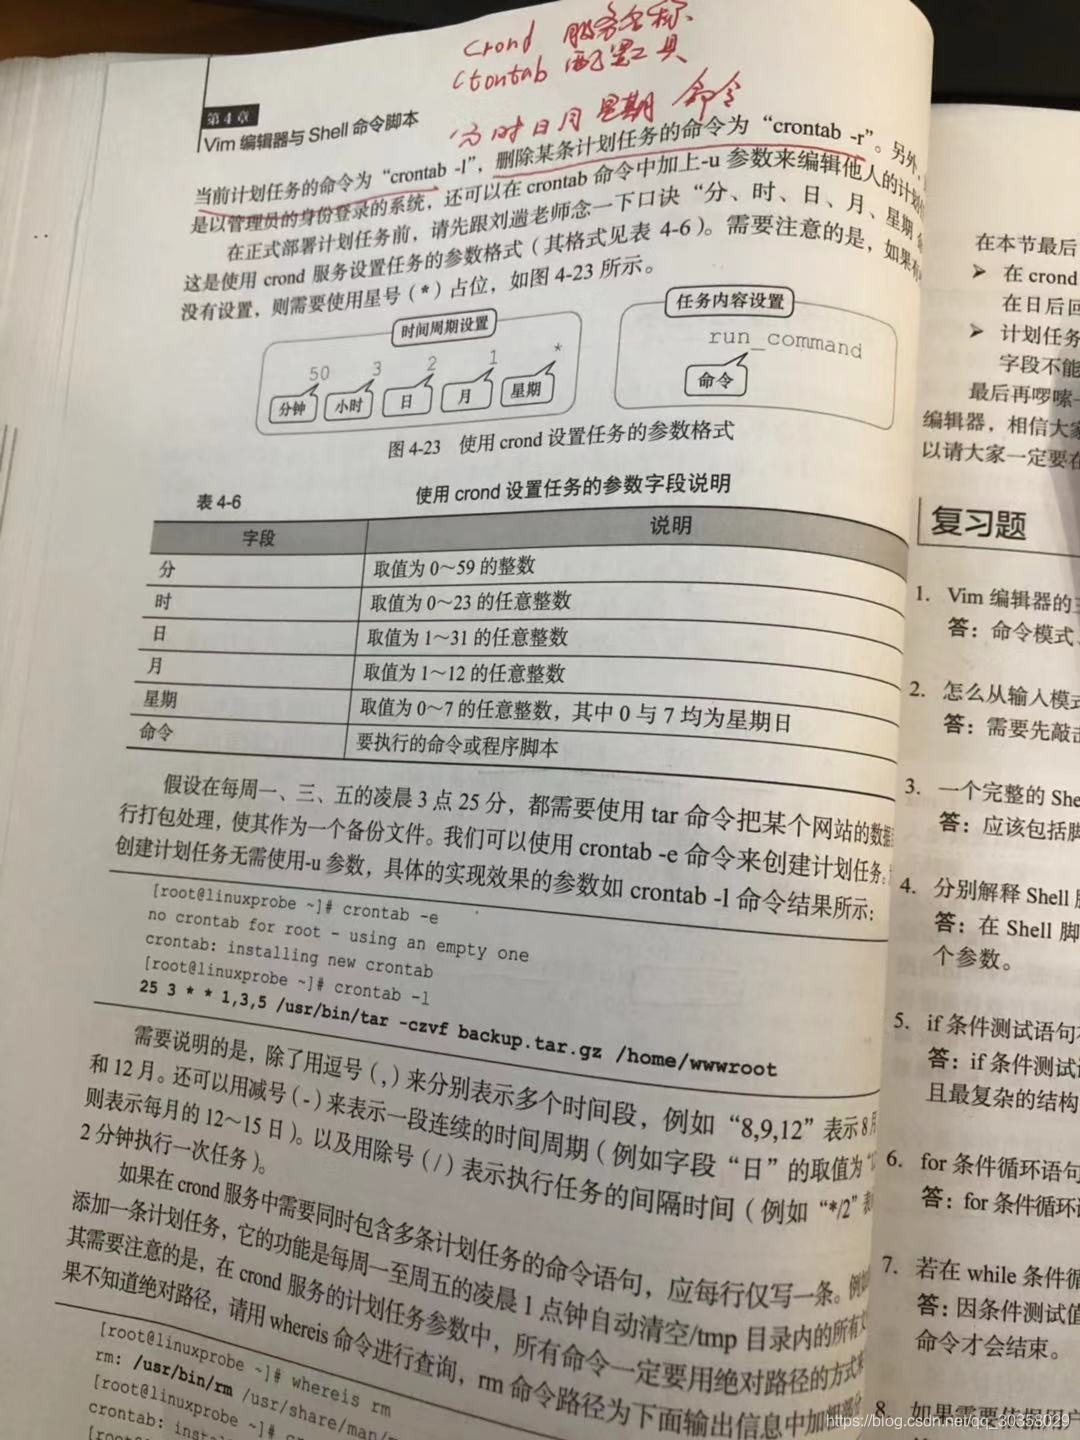 Crond 服务名称
Ctontab 配置工具
分 时 日 月 星期 命令
第4章
Vim 编辑器与 Shell 命令脚本
当前计划任务的命令为“crontab -l”，删除某条计划任务的命令为“crontab -r”。另外，
是以管理员的身份登录的系统，还可以在 crontab 命令中加上-u 参数来编辑他人的计划
在正式部署计划任务前，请先跟刘遄老师念一下口诀“分、时、日、月、星期
这是使用 crond 服务设置任务的参数格式（其格式见表 4-6）。需要注意的是，如果有
没有设置，则需要使用星号（*）占位，如图 4-23 所示。
时间周期设置
任务内容设置
50 3 2 1 *
run_command
分钟 小时 日 月 星期
命令
图 4-23 使用 crond 设置任务的参数格式
表 4-6 使用 crond 设置任务的参数字段说明
字段 说明
分 取值为 0～59 的整数
时 取值为 0～23 的任意整数
日 取值为 1～31 的任意整数
月 取值为 1～12 的任意整数
星期 取值为 0～7 的任意整数，其中 0 与 7 均为星期日
命令 要执行的命令或程序脚本
假设在每周一、三、五的凌晨 3 点 25 分，都需要使用 tar 命令把某个网站的数据
行打包处理，使其作为一个备份文件。我们可以使用 crontab -e 命令来创建计划任务。
创建计划任务无需使用-u 参数，具体的实现效果的参数如 crontab -l 命令结果所示：
[root@linuxprobe ~]# crontab -e
no crontab for root - using an empty one
crontab: installing new crontab
[root@linuxprobe ~]# crontab -l
25 3 * * 1,3,5 /usr/bin/tar -czvf backup.tar.gz /home/wwwroot
需要说明的是，除了用逗号（,）来分别表示多个时间段，例如“8,9,12”表示 8月
和 12 月。还可以用减号（-）来表示一段连续的时间周期（例如字段“日”的取值为
则表示每月的 12～15 日）。以及用除号（/）表示执行任务的间隔时间（例如“*/2”表
2 分钟执行一次任务）。
如果在 crond 服务中需要同时包含多条计划任务的命令语句，应每行仅写一条。例如
添加一条计划任务，它的功能是每周一至周五的凌晨 1 点钟自动清空/tmp 目录内的所有文
其需要注意的是，在 crond 服务的计划任务参数中，所有命令一定要用绝对路径的方式来
果不知道绝对路径，请用 whereis 命令进行查询，rm 命令路径为下面输出信息中加粗部分
[root@linuxprobe ~]# whereis rm
rm: /usr/bin/rm /usr/share/man/
[root@linuxprobe ~]#
crontab:
在本节最后
➢ 在 crond
在日后回
➢ 计划任务
字段不能
最后再啰嗦一
编辑器，相信大家
以请大家一定要在
复习题
1. Vim 编辑器的
答：命令模式、
2. 怎么从输入模式
答：需要先敲击
3. 一个完整的 She
答：应该包括脚
4. 分别解释 Shell
答：在 Shell 脚
个参数。
5. if 条件测试语句
答：if 条件测试
且最复杂的结构
6. for 条件循环语句
答：for 条件循环
7. 若在 while 条件循
答：因条件测试值
命令才会结束。
8. 如果需要依据用户
https://blog.csdn.net/qq_30353029